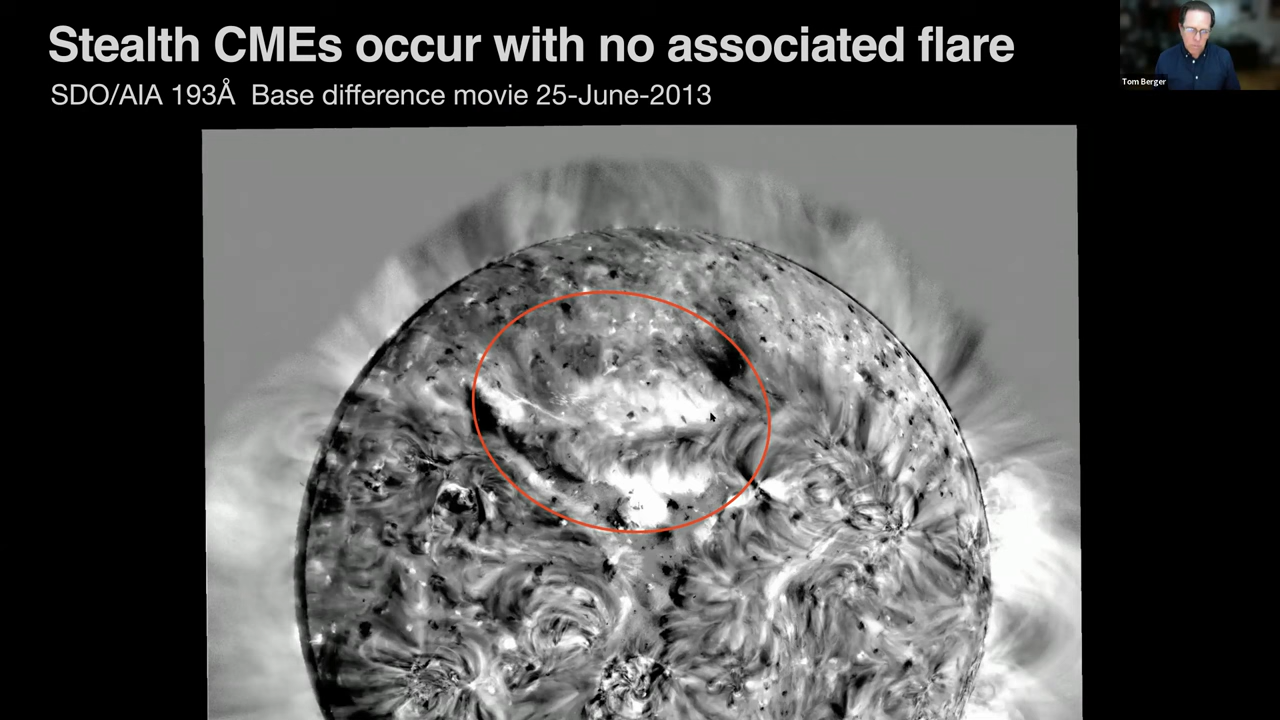 Stealth CMEs occur with no associated flare
SDO/AIA 193Å Base difference movie 25-June-2013
Tom Berger